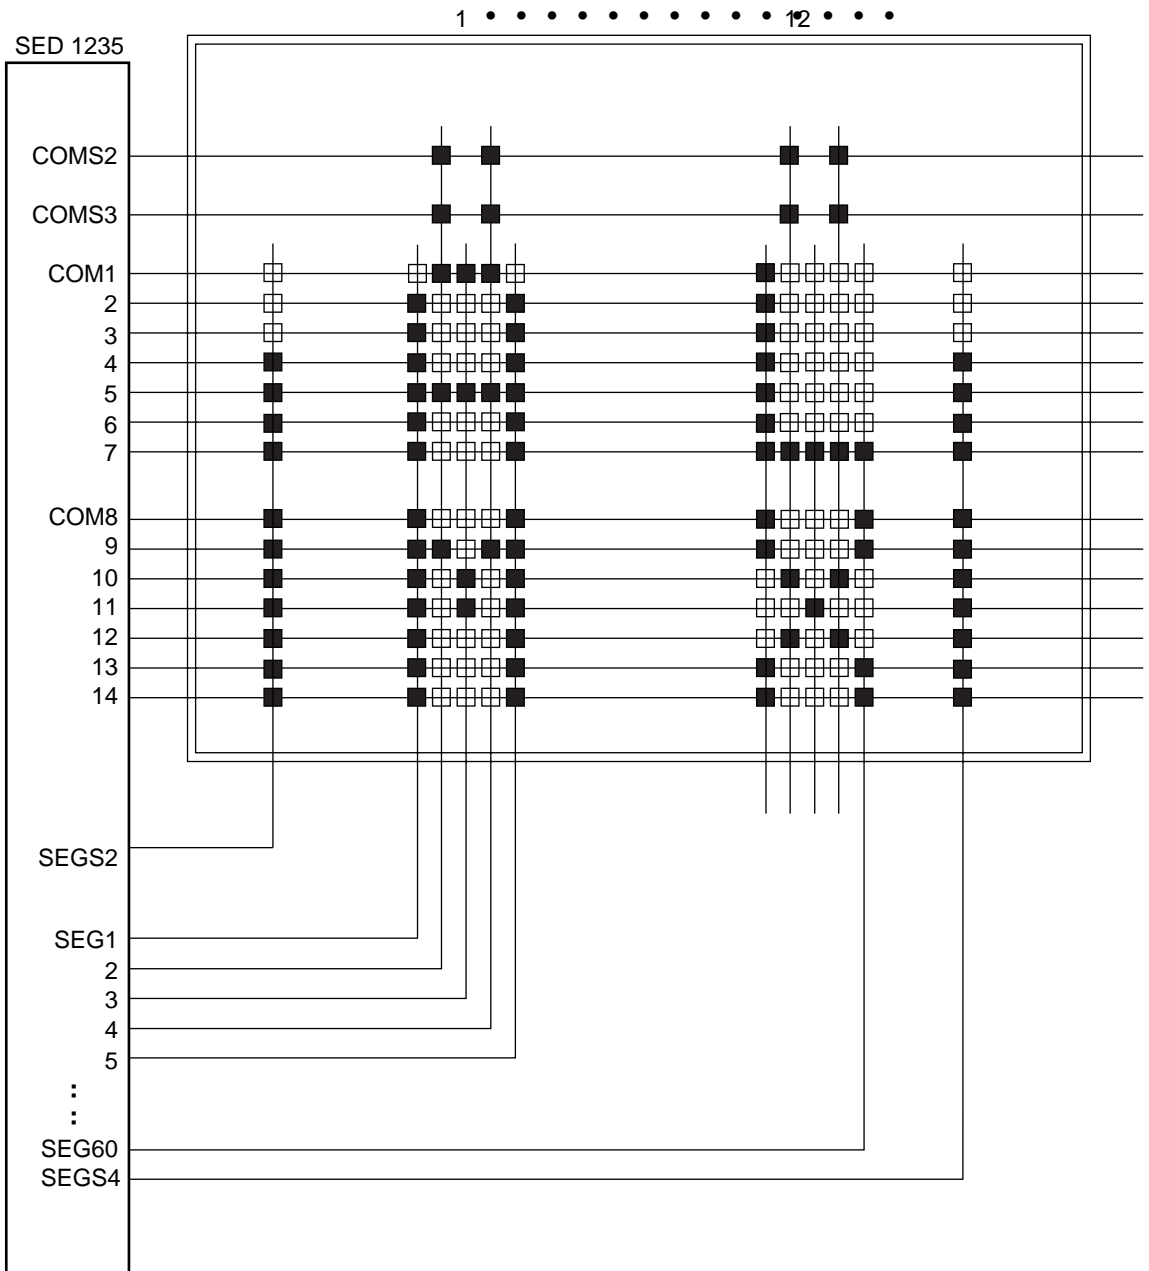 1 • • • • • • • • • • 12 • • • •
SED 1235
COMS2
COMS3
COM1
2
3
4
5
6
7
COM8
9
10
11
12
13
14
SEGS2
SEG1
2
3
4
5
SEG60
SEGS4